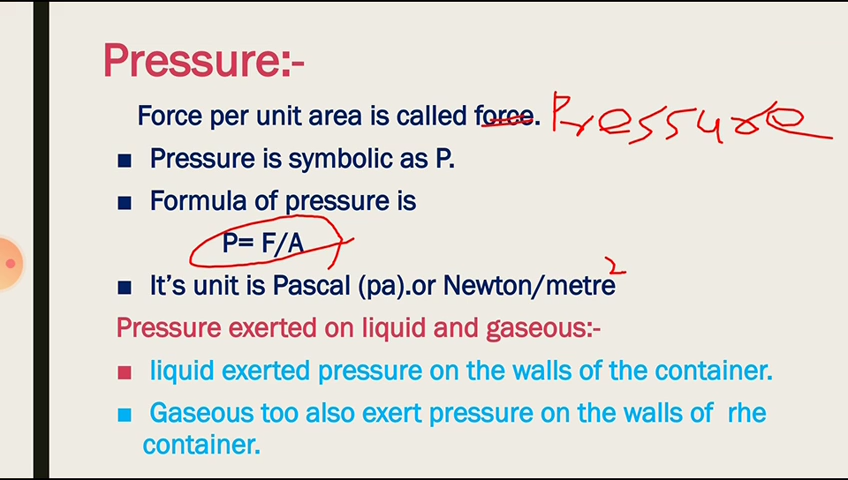 Pressure:-
Force per unit area is called force. Pressure
■ Pressure is symbolic as P.
■ Formula of pressure is
P= F/A
■ It's unit is Pascal (pa).or Newton/metre²
Pressure exerted on liquid and gaseous:-
■ liquid exerted pressure on the walls of the container.
■ Gaseous too also exert pressure on the walls of rhe
container.